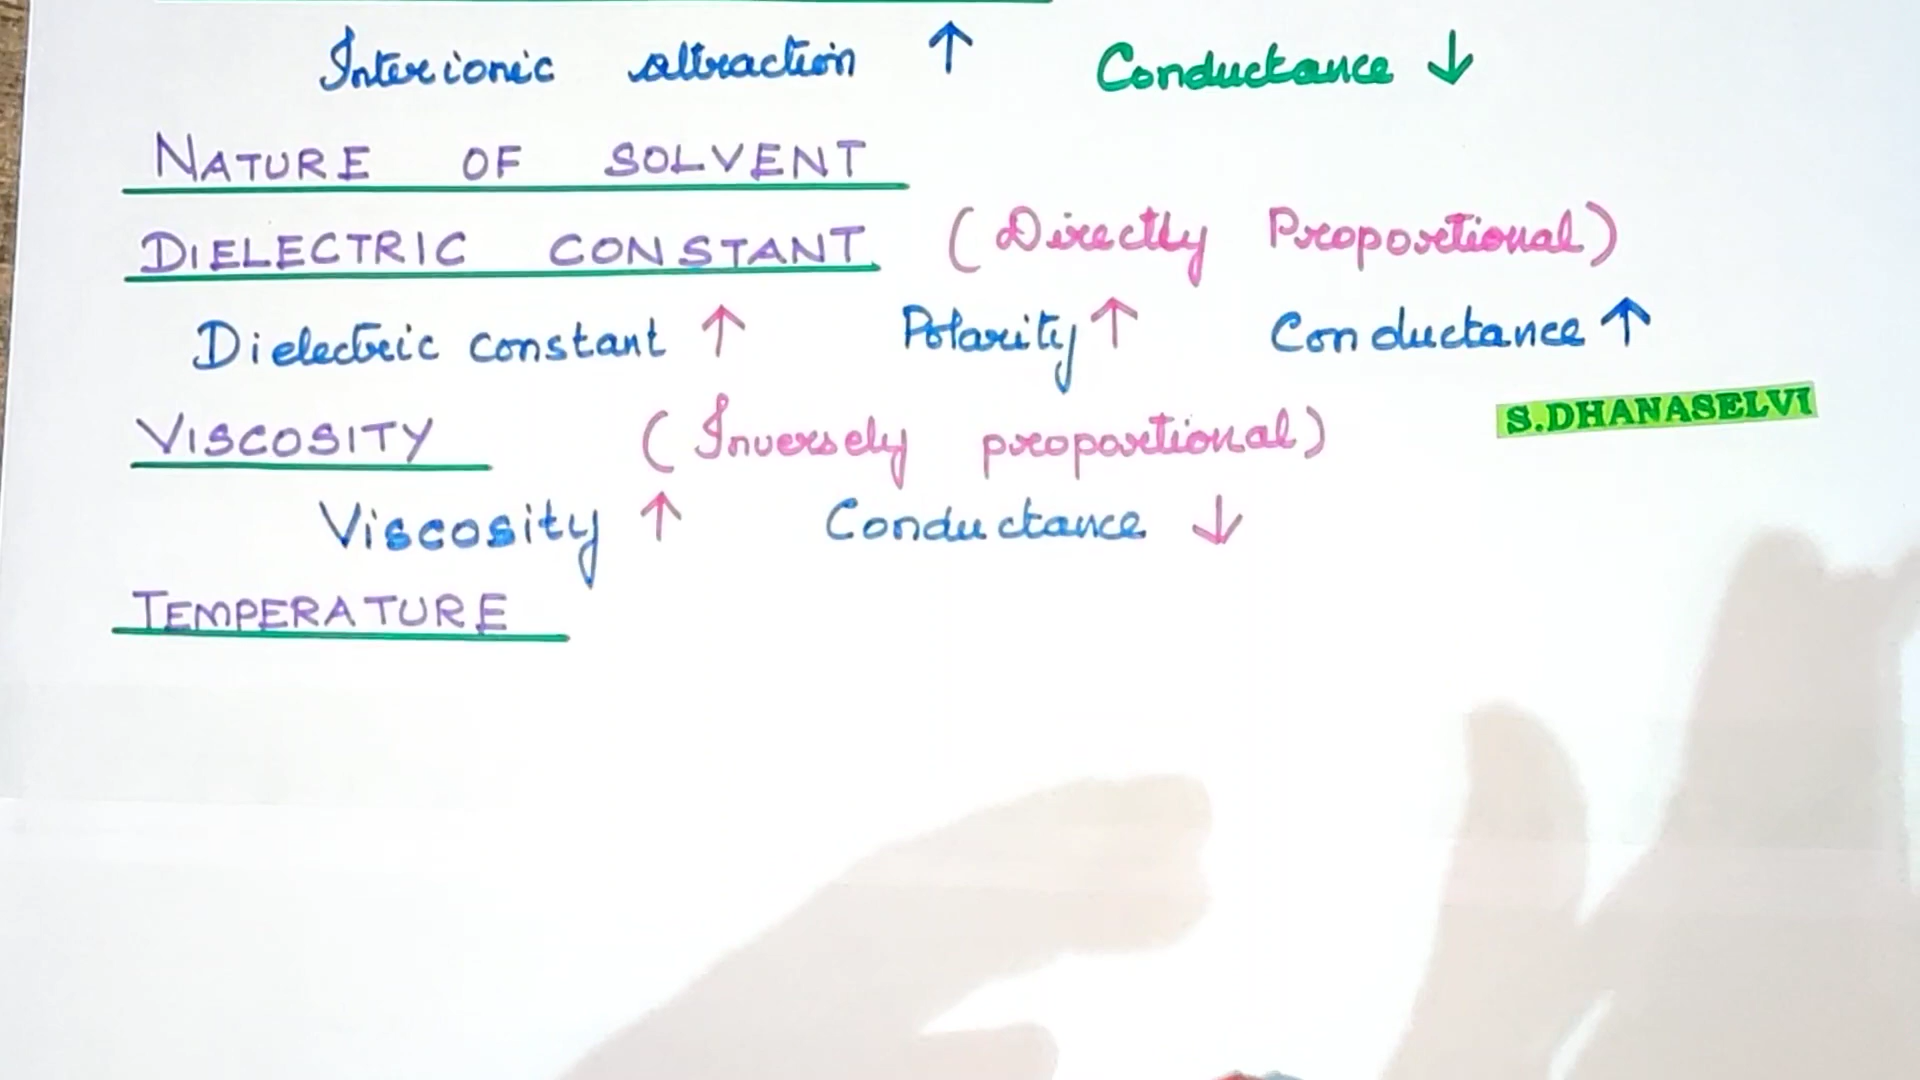 Interionic attraction ↑ Conductance ↓
NATURE OF SOLVENT
DIELECTRIC CONSTANT (Directly Proportional)
Dielectric constant ↑ Polarity ↑ Conductance ↑
VISCOSITY (Inversely proportional)
S.DHANASELVI
Viscosity ↑ Conductance ↓
TEMPERATURE